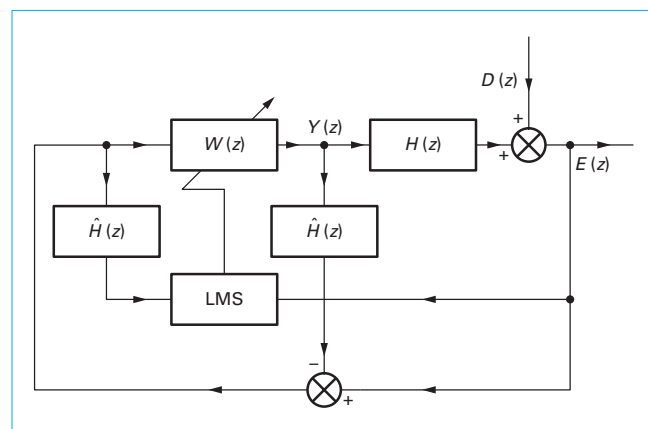 D (z)
+
Y (z)
W (z)
H (z)
+
E (z)
Ĥ (z)
Ĥ (z)
LMS
−
+